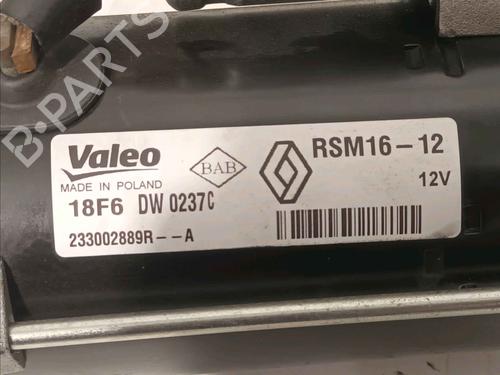 B-PARTS
Valeo
MADE IN POLAND
BAB
RSM16-12
12V
18F6 DW 0237C
233002889R--A